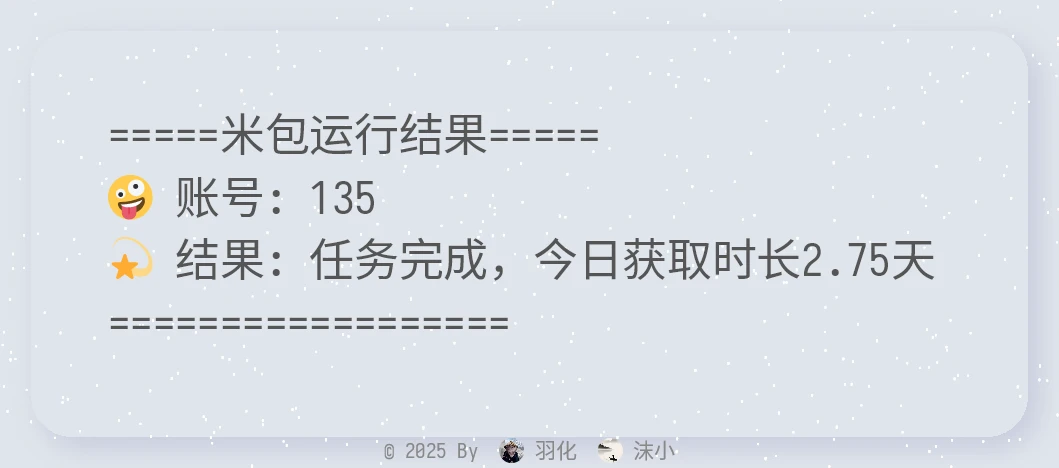 =====米包运行结果=====
🤪 账号: 135
💫 结果: 任务完成，今日获取时长2.75天
==================
© 2025 By 羽化 沫小